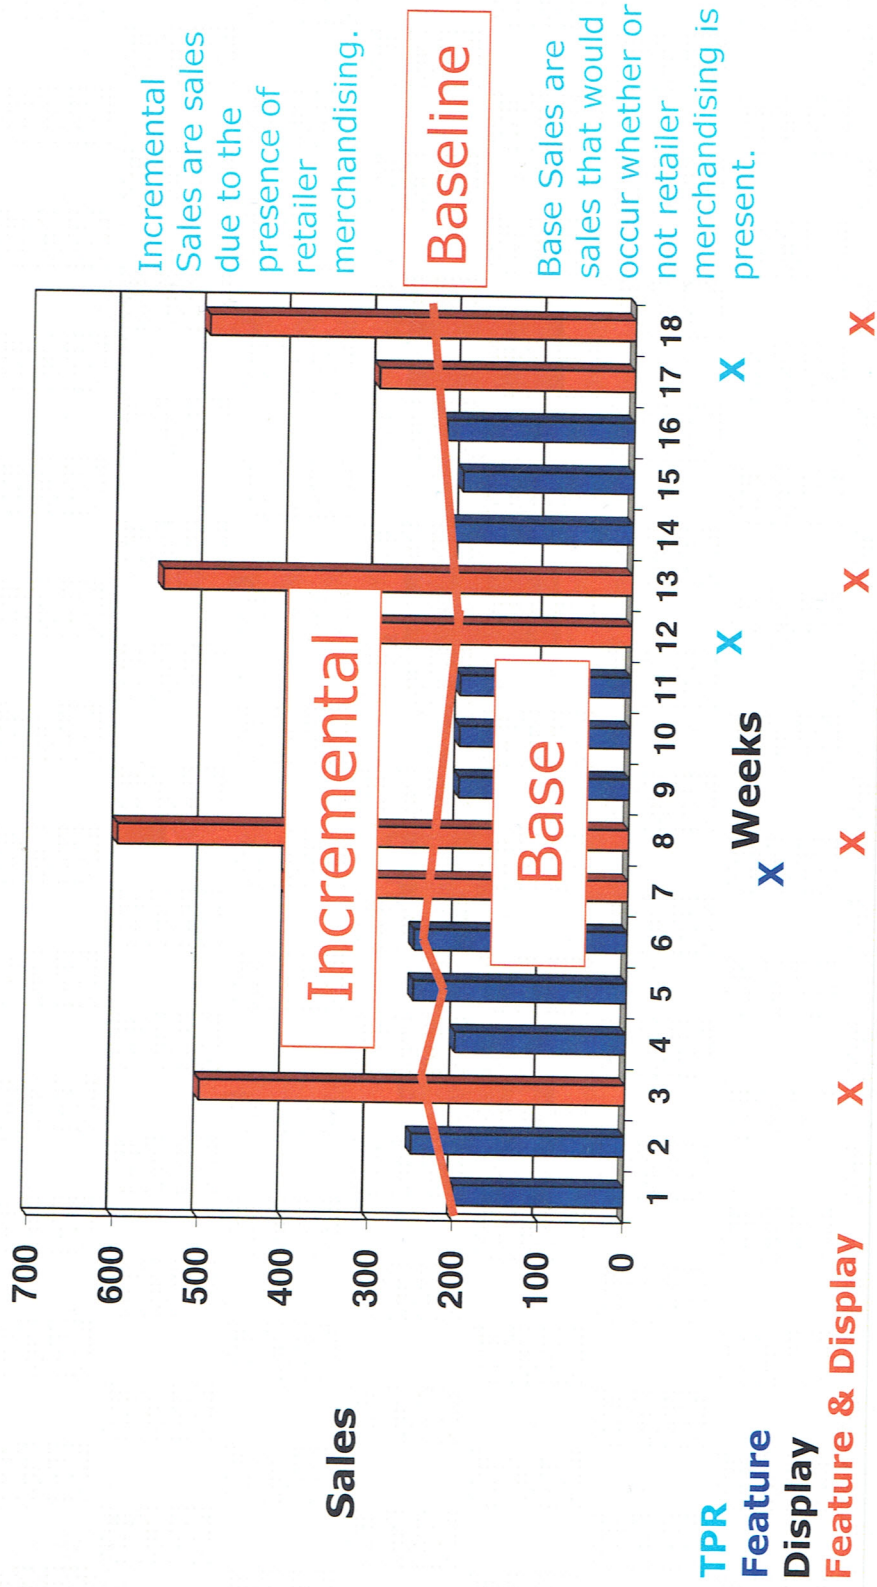 Incremental
Sales are sales
due to the
presence of
retailer
merchandising.
Baseline
Base Sales are
sales that would
occur whether or
not retailer
merchandising is
present.
Sales
700
600
500
400
300
200
100
0
Incremental
Base
1 2 3 4 5 6 7 8 9 10 11 12 13 14 15 16 17 18
Weeks
TPR X X
Feature X
Display
Feature & Display X X X X